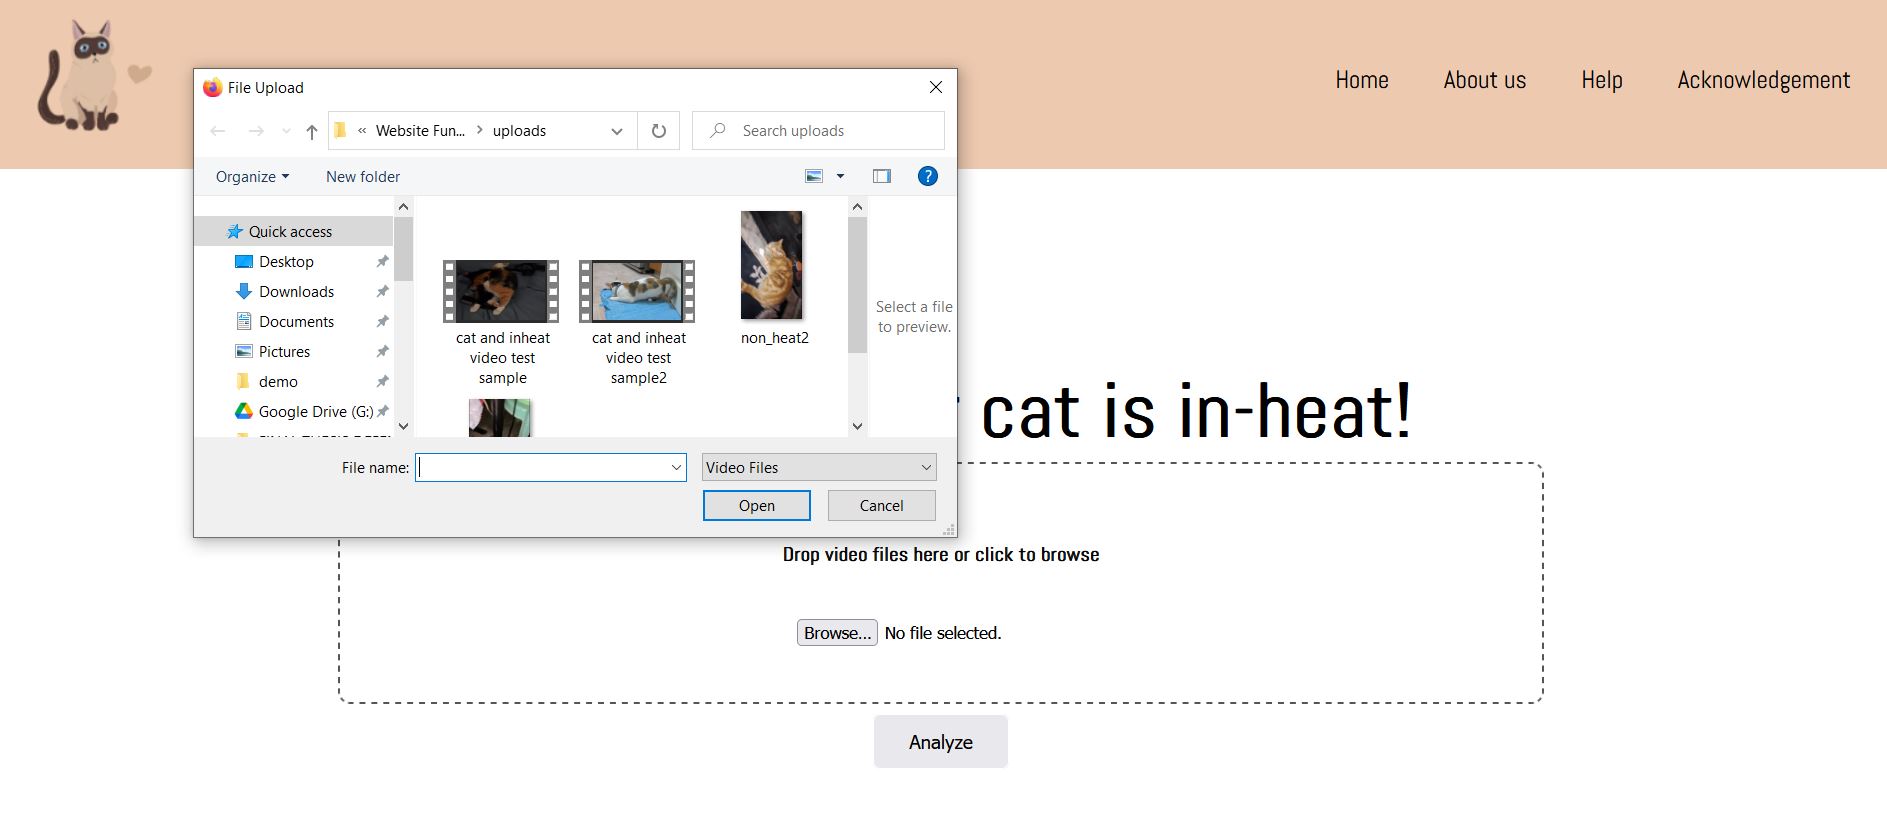 Home
About us
Help
Acknowledgement
File Upload
« Website Fun... > uploads
Search uploads
Organize
New folder
Quick access
Desktop
Downloads
Documents
Pictures
demo
Google Drive (G:)
cat and inheat
video test
sample
cat and inheat
video test
sample2
non_heat2
Select a file
to preview.
File name:
Video Files
Open
Cancel
cat is in-heat!
Drop video files here or click to browse
Browse... No file selected.
Analyze